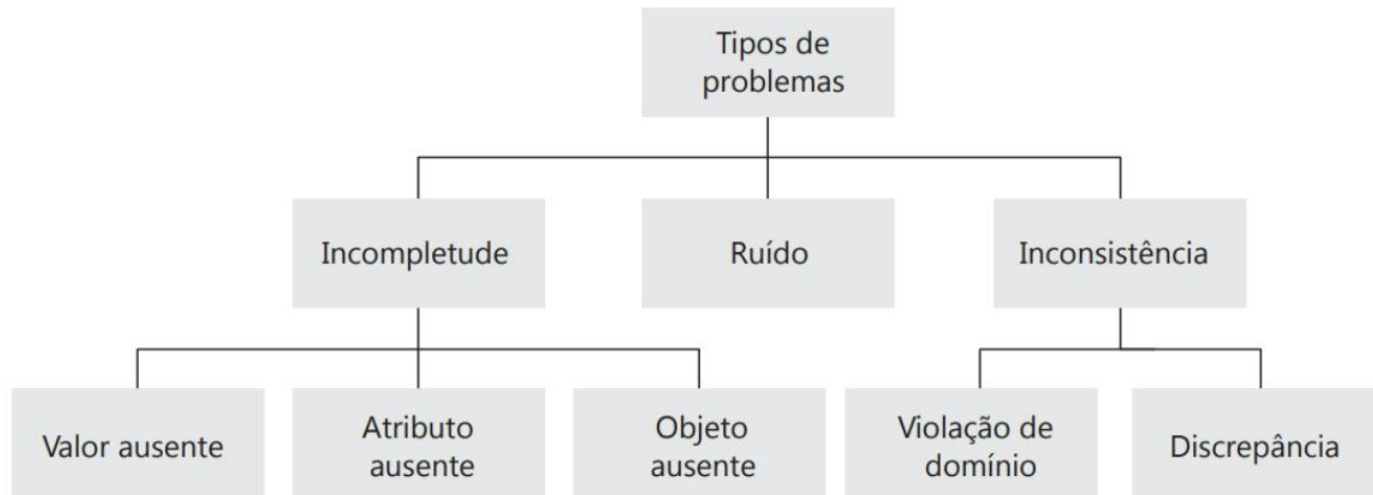 Tipos de
problemas
Incompletude
Ruído
Inconsistência
Valor ausente
Atributo
ausente
Objeto
ausente
Violação de
domínio
Discrepância